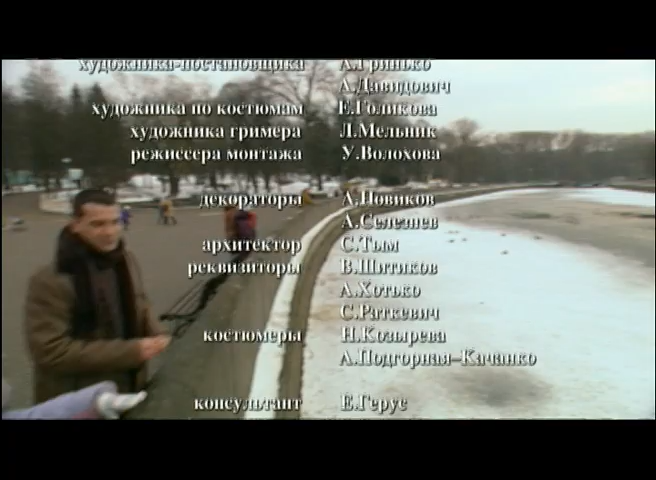 художника-постановщика А.Гринько
А.Давидович
художника по костюмам Е.Голикова
художника гримера Л.Мельник
режиссера монтажа У.Волохова
декораторы А.Новиков
А.Селезнев
архитектор С.Тым
реквизиторы В.Шитиков
А.Хотько
С.Раткевич
костюмеры Н.Козырева
А.Подгорная–Качанко
консультант Е.Герус